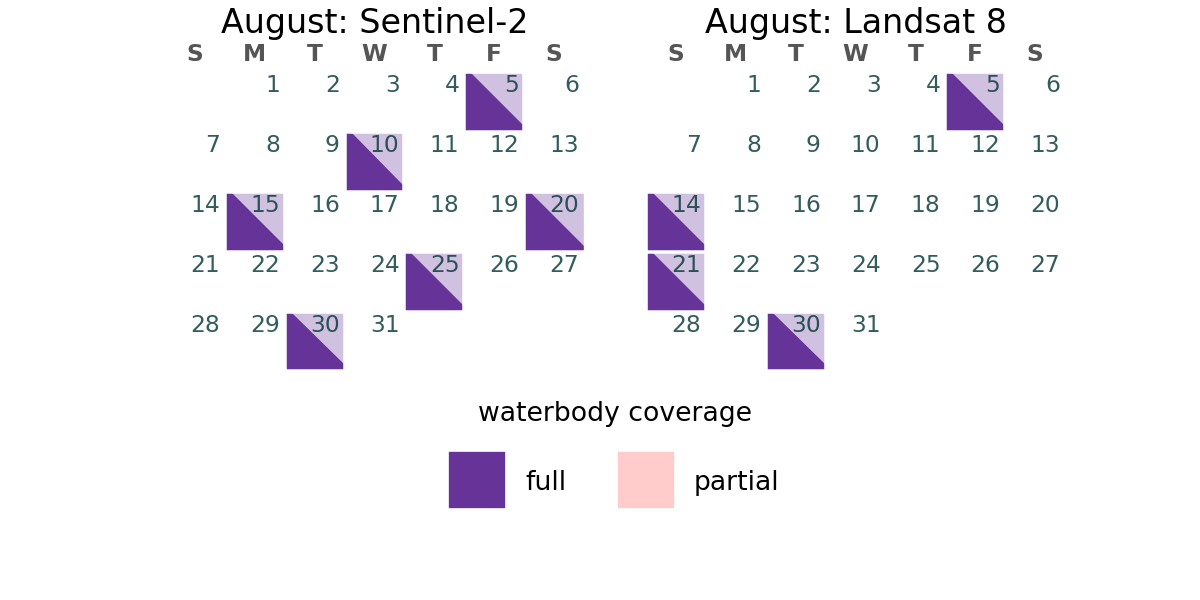 August: Sentinel-2
S M T W T F S
1 2 3 4 5 6
7 8 9 10 11 12 13
14 15 16 17 18 19 20
21 22 23 24 25 26 27
28 29 30 31
August: Landsat 8
S M T W T F S
1 2 3 4 5 6
7 8 9 10 11 12 13
14 15 16 17 18 19 20
21 22 23 24 25 26 27
28 29 30 31
waterbody coverage
full partial